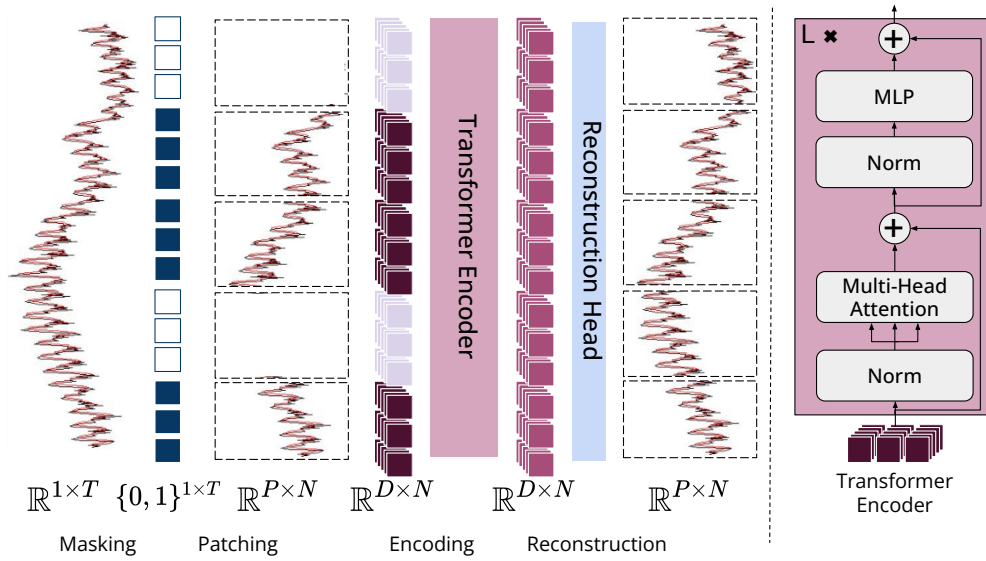 Transformer Encoder
Reconstruction Head
ℝ^{1×T}
{0,1}^{1×T}
ℝ^{P×N}
ℝ^{D×N}
ℝ^{D×N}
ℝ^{P×N}
Masking
Patching
Encoding
Reconstruction
L ✖
+
MLP
Norm
+
Multi-Head
Attention
Norm
Transformer
Encoder